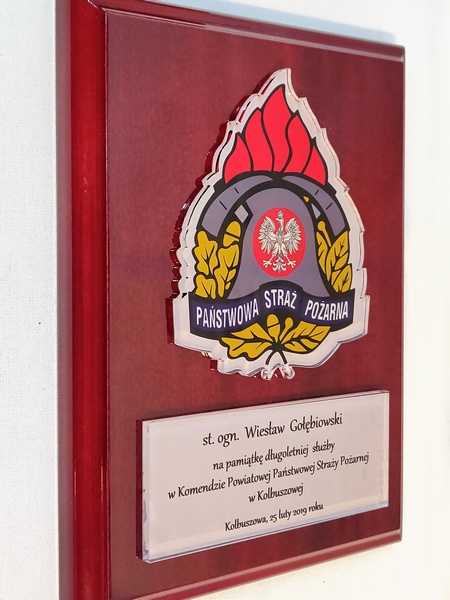 PAŃSTWOWA STRAŻ POŻARNA
st. ogn. Wiesław Gołębiowski
na pamiątkę długoletniej służby
w Komendzie Powiatowej Państwowej Straży Pożarnej
w Kolbuszowej
Kolbuszowa, 25 luty 2019 roku